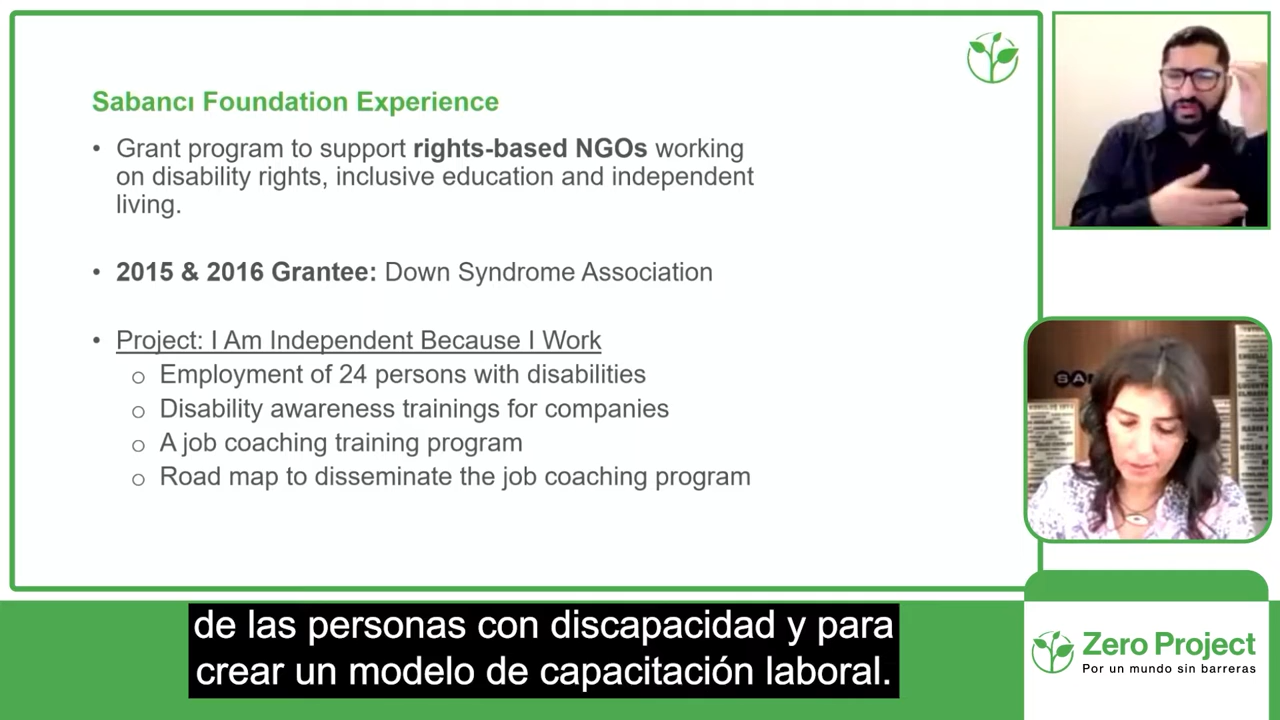 Sabancı Foundation Experience
• Grant program to support rights-based NGOs working
on disability rights, inclusive education and independent
living.
• 2015 & 2016 Grantee: Down Syndrome Association
• Project: I Am Independent Because I Work
o Employment of 24 persons with disabilities
o Disability awareness trainings for companies
o A job coaching training program
o Road map to disseminate the job coaching program
de las personas con discapacidad y para
crear un modelo de capacitación laboral.
Zero Project
Por un mundo sin barreras